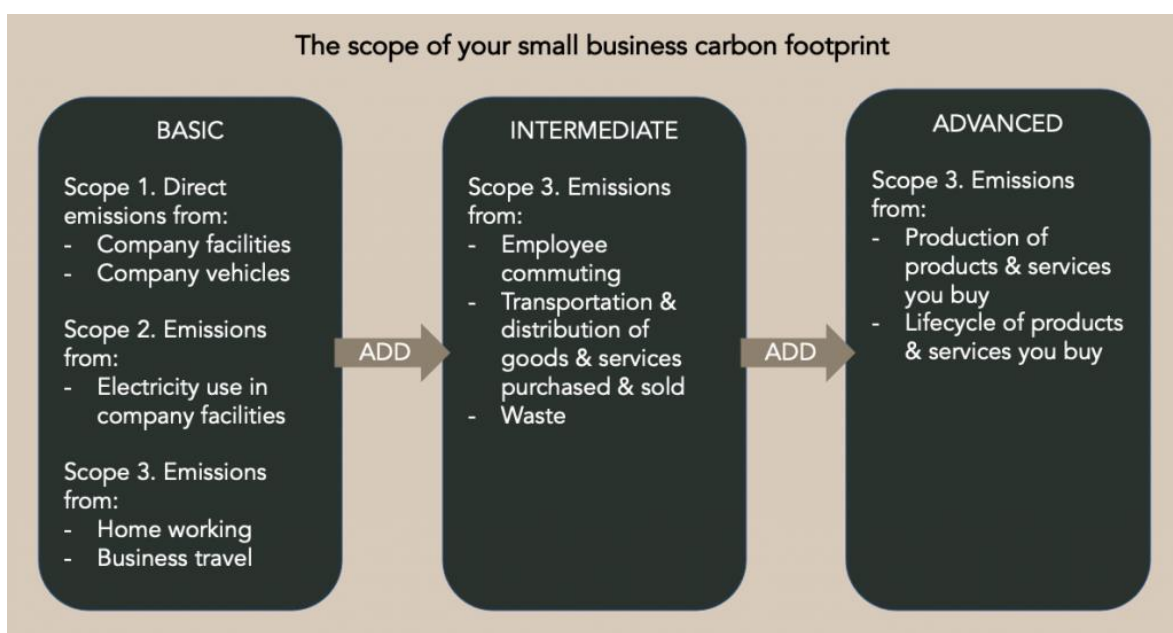 The scope of your small business carbon footprint
BASIC
Scope 1. Direct
emissions from:
- Company facilities
- Company vehicles
Scope 2. Emissions
from:
- Electricity use in
company facilities
Scope 3. Emissions
from:
- Home working
- Business travel
ADD
INTERMEDIATE
Scope 3. Emissions
from:
- Employee
commuting
- Transportation &
distribution of
goods & services
purchased & sold
- Waste
ADD
ADVANCED
Scope 3. Emissions
from:
- Production of
products & services
you buy
- Lifecycle of products
& services you buy